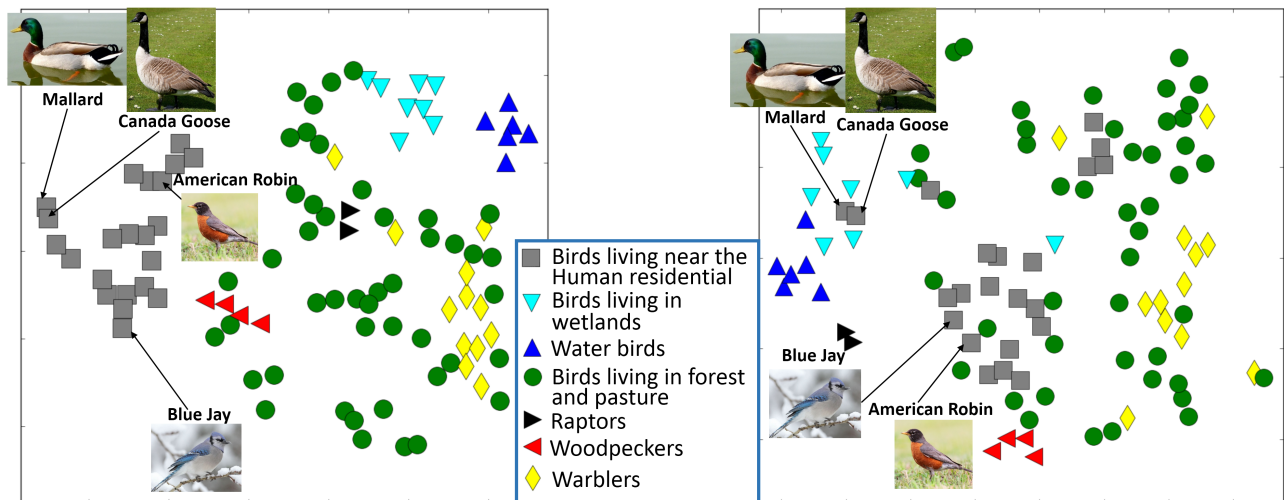 Mallard
Canada Goose
American Robin
Blue Jay
Birds living near the
Human residential
Birds living in
wetlands
Water birds
Birds living in forest
and pasture
Raptors
Woodpeckers
Warblers
Mallard
Canada Goose
Blue Jay
American Robin